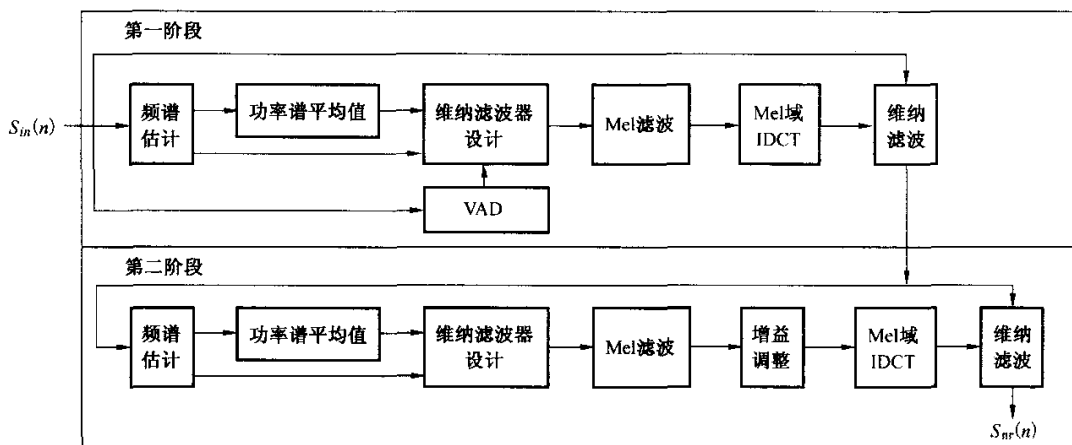 第一阶段
S_in(n)
频谱
估计
功率谱平均值
维纳滤波器
设计
VAD
Mel滤波
Mel域
IDCT
维纳
滤波
第二阶段
频谱
估计
功率谱平均值
维纳滤波器
设计
Mel滤波
增益
调整
Mel域
IDCT
维纳
滤波
S_nr(n)